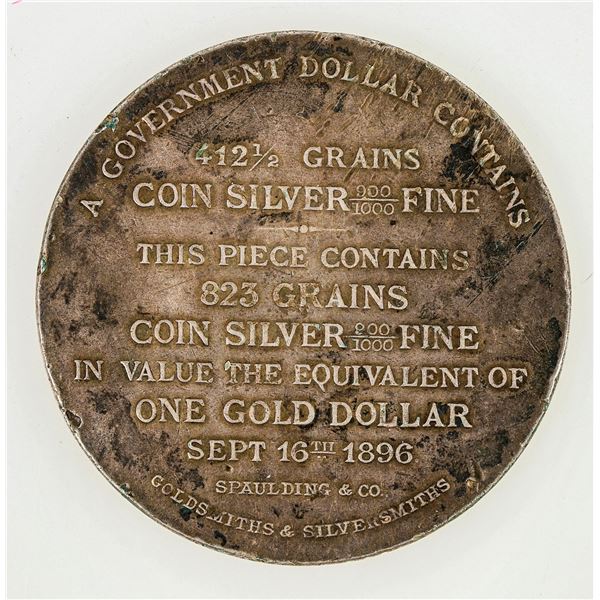 A GOVERNMENT DOLLAR CONTAINS
412½ GRAINS
COIN SILVER 900/1000 FINE
THIS PIECE CONTAINS
823 GRAINS
COIN SILVER 900/1000 FINE
IN VALUE THE EQUIVALENT OF
ONE GOLD DOLLAR
SEPT 16TH 1896
SPAULDING & CO.
GOLDSMITHS & SILVERSMITHS